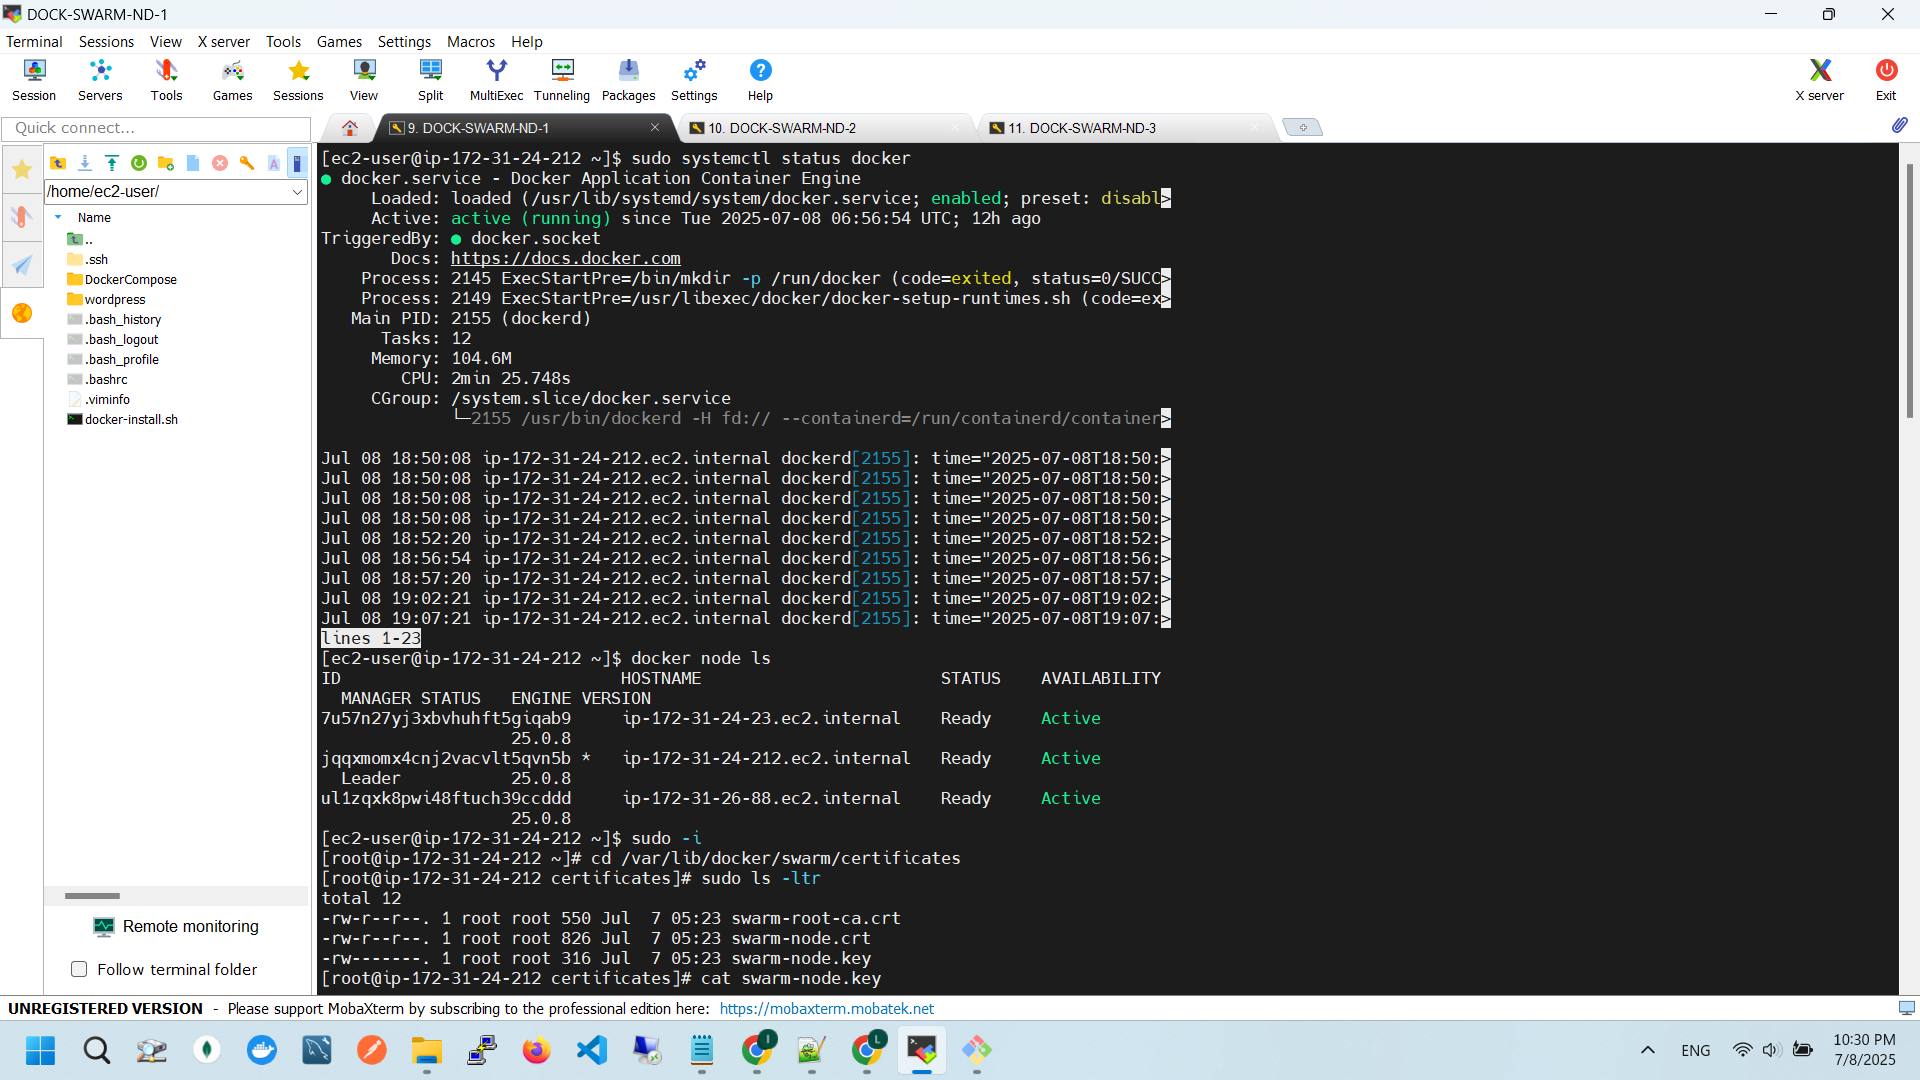 DOCK-SWARM-ND-1
Terminal Sessions View X server Tools Games Settings Macros Help
Session Servers Tools Games Sessions View Split MultiExec Tunneling Packages Settings Help X server Exit
Quick connect...
9. DOCK-SWARM-ND-1
10. DOCK-SWARM-ND-2
11. DOCK-SWARM-ND-3
/home/ec2-user/
Name
..
.ssh
DockerCompose
wordpress
.bash_history
.bash_logout
.bash_profile
.bashrc
.viminfo
docker-install.sh
Remote monitoring
Follow terminal folder
[ec2-user@ip-172-31-24-212 ~]$ sudo systemctl status docker
● docker.service - Docker Application Container Engine
Loaded: loaded (/usr/lib/systemd/system/docker.service; enabled; preset: disabl>
Active: active (running) since Tue 2025-07-08 06:56:54 UTC; 12h ago
TriggeredBy: ● docker.socket
Docs: https://docs.docker.com
Process: 2145 ExecStartPre=/bin/mkdir -p /run/docker (code=exited, status=0/SUCC>
Process: 2149 ExecStartPre=/usr/libexec/docker/docker-setup-runtimes.sh (code=ex>
Main PID: 2155 (dockerd)
Tasks: 12
Memory: 104.6M
CPU: 2min 25.748s
CGroup: /system.slice/docker.service
└─2155 /usr/bin/dockerd -H fd:// --containerd=/run/containerd/container>
Jul 08 18:50:08 ip-172-31-24-212.ec2.internal dockerd[2155]: time="2025-07-08T18:50:>
Jul 08 18:50:08 ip-172-31-24-212.ec2.internal dockerd[2155]: time="2025-07-08T18:50:>
Jul 08 18:50:08 ip-172-31-24-212.ec2.internal dockerd[2155]: time="2025-07-08T18:50:>
Jul 08 18:50:08 ip-172-31-24-212.ec2.internal dockerd[2155]: time="2025-07-08T18:50:>
Jul 08 18:52:20 ip-172-31-24-212.ec2.internal dockerd[2155]: time="2025-07-08T18:52:>
Jul 08 18:56:54 ip-172-31-24-212.ec2.internal dockerd[2155]: time="2025-07-08T18:56:>
Jul 08 18:57:20 ip-172-31-24-212.ec2.internal dockerd[2155]: time="2025-07-08T18:57:>
Jul 08 19:02:21 ip-172-31-24-212.ec2.internal dockerd[2155]: time="2025-07-08T19:02:>
Jul 08 19:07:21 ip-172-31-24-212.ec2.internal dockerd[2155]: time="2025-07-08T19:07:>
lines 1-23
[ec2-user@ip-172-31-24-212 ~]$ docker node ls
ID HOSTNAME STATUS AVAILABILITY
MANAGER STATUS ENGINE VERSION
7u57n27yj3xbvhuhft5giqab9 ip-172-31-24-23.ec2.internal Ready Active
25.0.8
jqqxmomx4cnj2vacvlt5qvn5b * ip-172-31-24-212.ec2.internal Ready Active
Leader 25.0.8
ul1zqxk8pwi48ftuch39ccddd ip-172-31-26-88.ec2.internal Ready Active
25.0.8
[ec2-user@ip-172-31-24-212 ~]$ sudo -i
[root@ip-172-31-24-212 ~]# cd /var/lib/docker/swarm/certificates
[root@ip-172-31-24-212 certificates]# sudo ls -ltr
total 12
-rw-r--r--. 1 root root 550 Jul  7 05:23 swarm-root-ca.crt
-rw-r--r--. 1 root root 826 Jul  7 05:23 swarm-node.crt
-rw-------. 1 root root 316 Jul  7 05:23 swarm-node.key
[root@ip-172-31-24-212 certificates]# cat swarm-node.key
UNREGISTERED VERSION - Please support MobaXterm by subscribing to the professional edition here: https://mobaxterm.mobatek.net
I
L
ENG
10:30 PM
7/8/2025